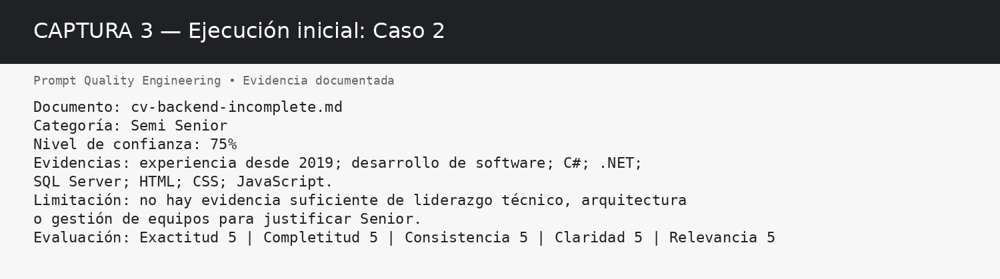 CAPTURA 3 — Ejecución inicial: Caso 2
Prompt Quality Engineering • Evidencia documentada
Documento: cv-backend-incomplete.md
Categoría: Semi Senior
Nivel de confianza: 75%
Evidencias: experiencia desde 2019; desarrollo de software; C#; .NET;
SQL Server; HTML; CSS; JavaScript.
Limitación: no hay evidencia suficiente de liderazgo técnico, arquitectura
o gestión de equipos para justificar Senior.
Evaluación: Exactitud 5 | Completitud 5 | Consistencia 5 | Claridad 5 | Relevancia 5